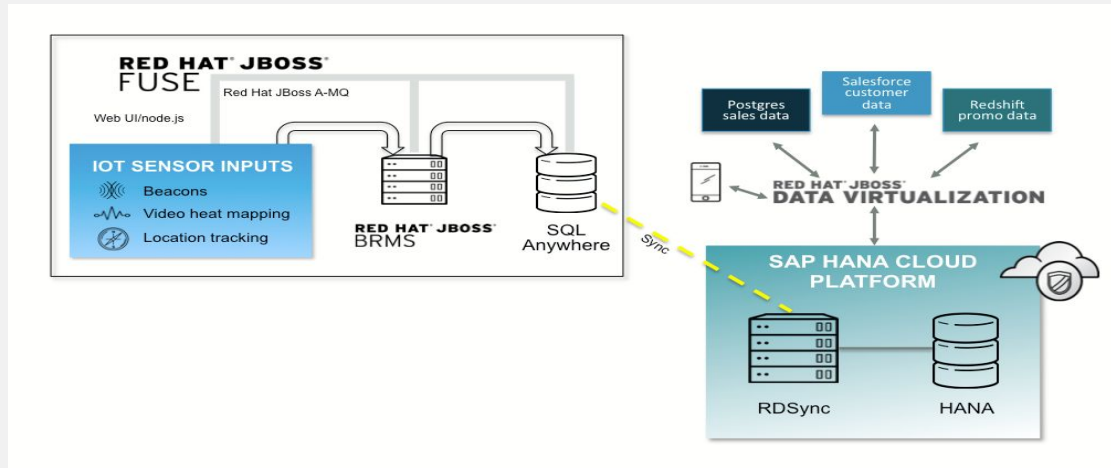 RED HAT® JBOSS®
FUSE
Red Hat JBoss A-MQ
Web UI/node.js
IOT SENSOR INPUTS
Beacons
Video heat mapping
Location tracking
RED HAT® JBOSS®
BRMS
SQL
Anywhere
Sync
Postgres
sales data
Salesforce
customer
data
Redshift
promo data
RED HAT® JBOSS®
DATA VIRTUALIZATION
SAP HANA CLOUD
PLATFORM
RDSync
HANA